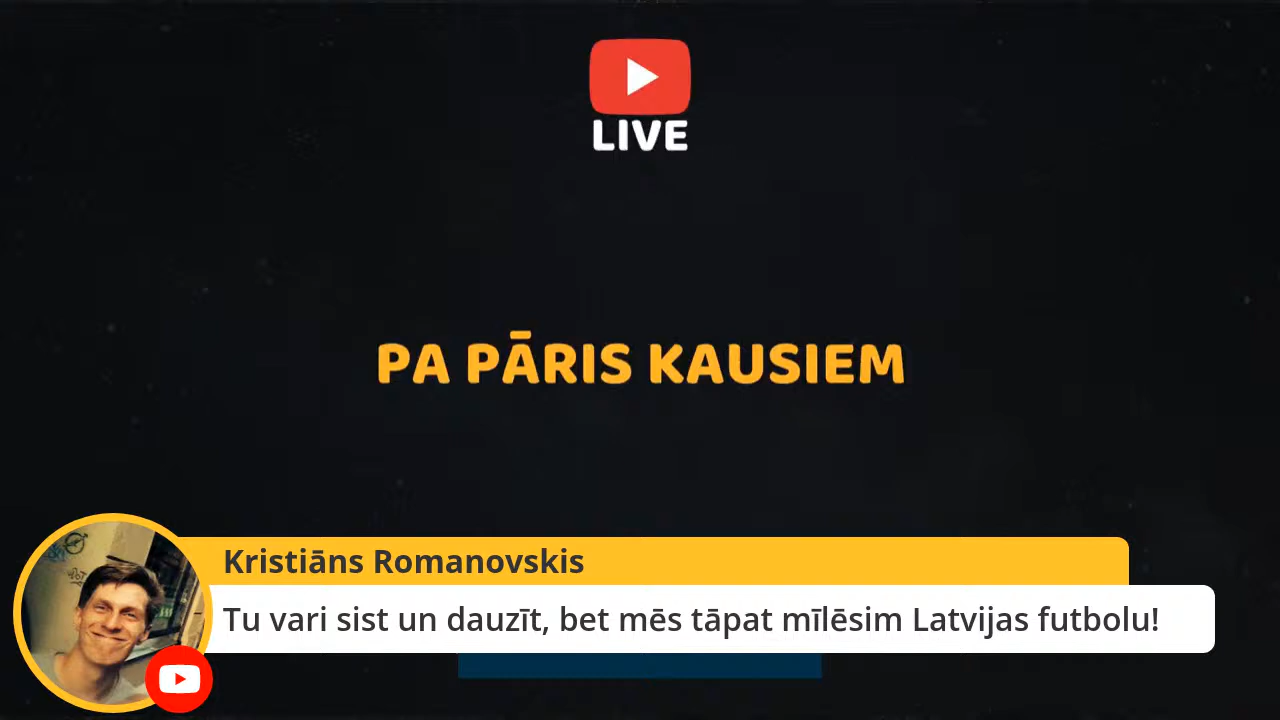 LIVE
PA PĀRIS KAUSIEM
Kristiāns Romanovskis
Tu vari sist un dauzīt, bet mēs tāpat mīlēsim Latvijas futbolu!